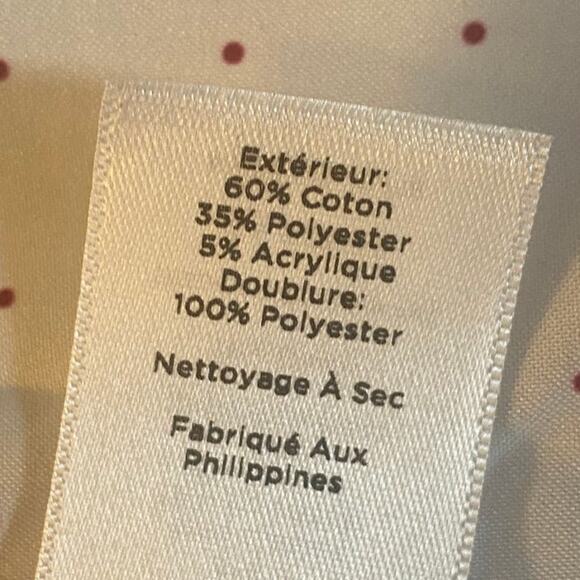 Extérieur:
60% Coton
35% Polyester
5% Acrylique
Doublure:
100% Polyester
Nettoyage À Sec
Fabriqué Aux
Philippines